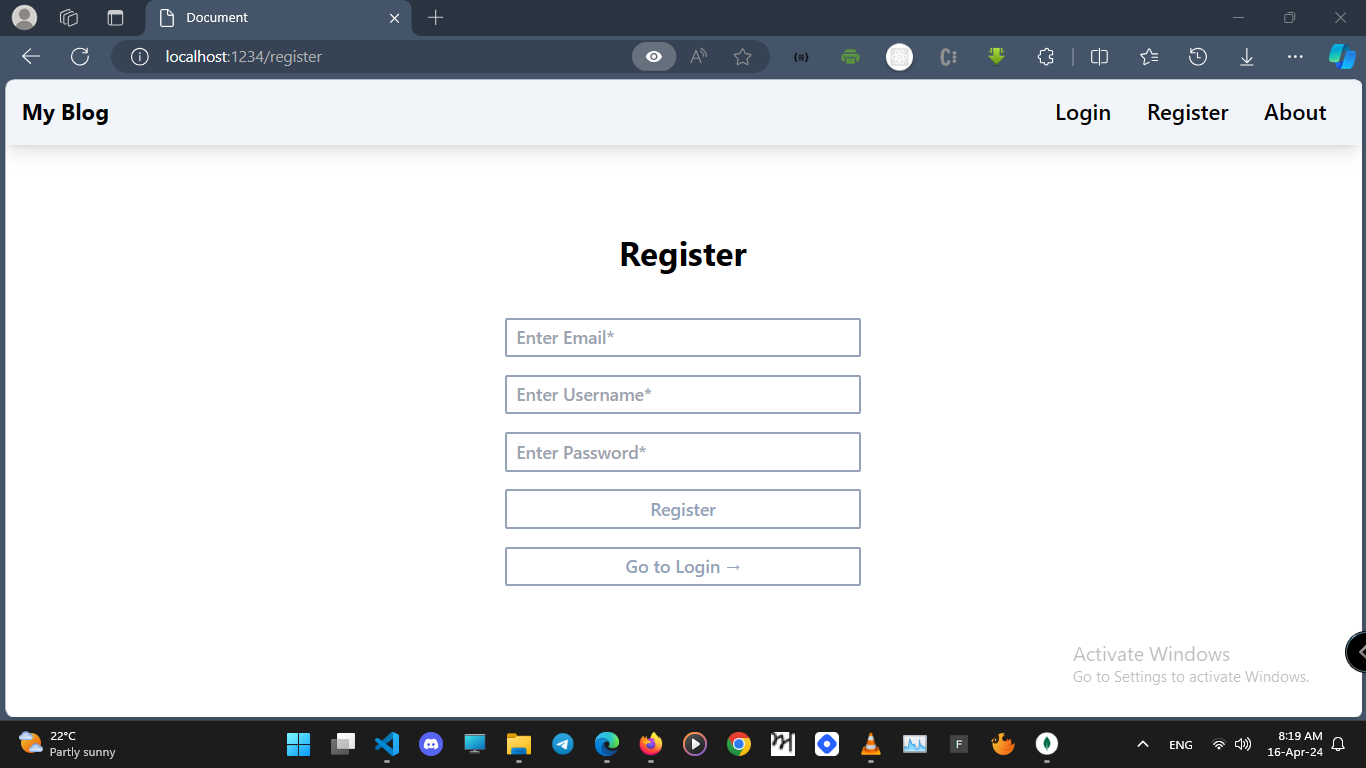 Document
localhost:1234/register
My Blog
Login
Register
About
Register
Enter Email*
Enter Username*
Enter Password*
Register
Go to Login →
Activate Windows
Go to Settings to activate Windows.
22°C
Partly sunny
F
ENG
8:19 AM
16-Apr-24